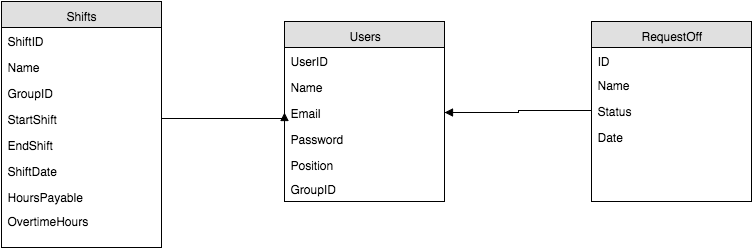 Shifts
ShiftID
Name
GroupID
StartShift
EndShift
ShiftDate
HoursPayable
OvertimeHours
Users
UserID
Name
Email
Password
Position
GroupID
RequestOff
ID
Name
Status
Date